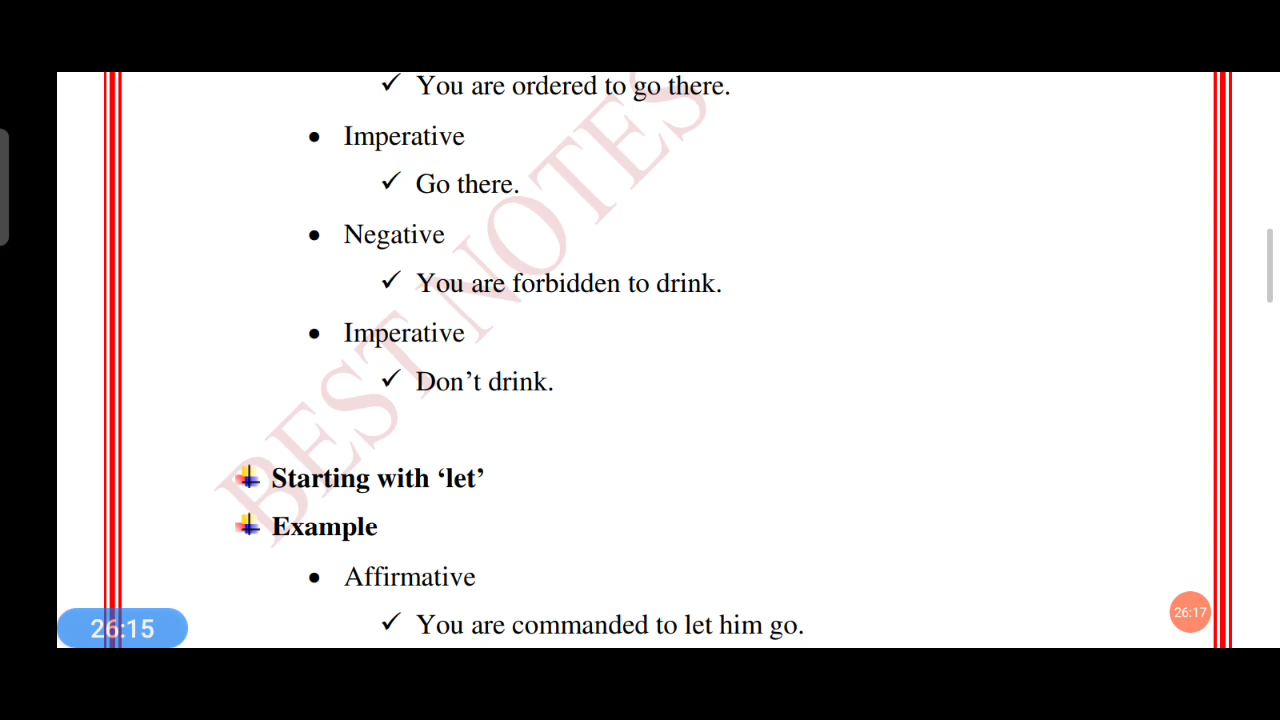 ✓ You are ordered to go there.
• Imperative
✓ Go there.
• Negative
✓ You are forbidden to drink.
• Imperative
✓ Don’t drink.
Starting with ‘let’
Example
• Affirmative
✓ You are commanded to let him go.
BEST NOTES
26:15
26:17